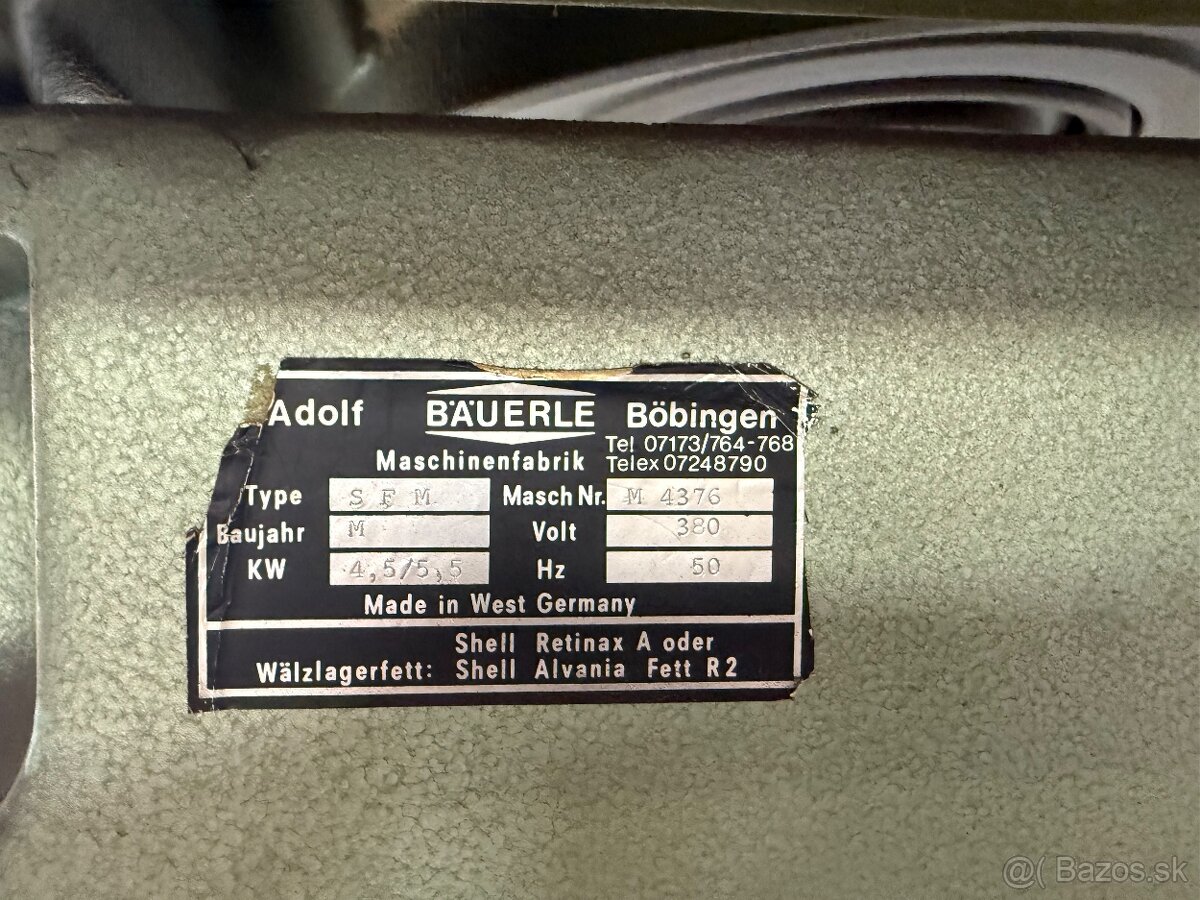 Adolf BÄUERLE Böbingen
Tel 07173/764-768
Maschinenfabrik Telex 07248790
Type S F M Masch Nr. M 4376
Baujahr M Volt 380
KW 4,5/5,5 Hz 50
Made in West Germany
Shell Retinax A oder
Wälzlagerfett: Shell Alvania Fett R 2
@( Bazos.sk